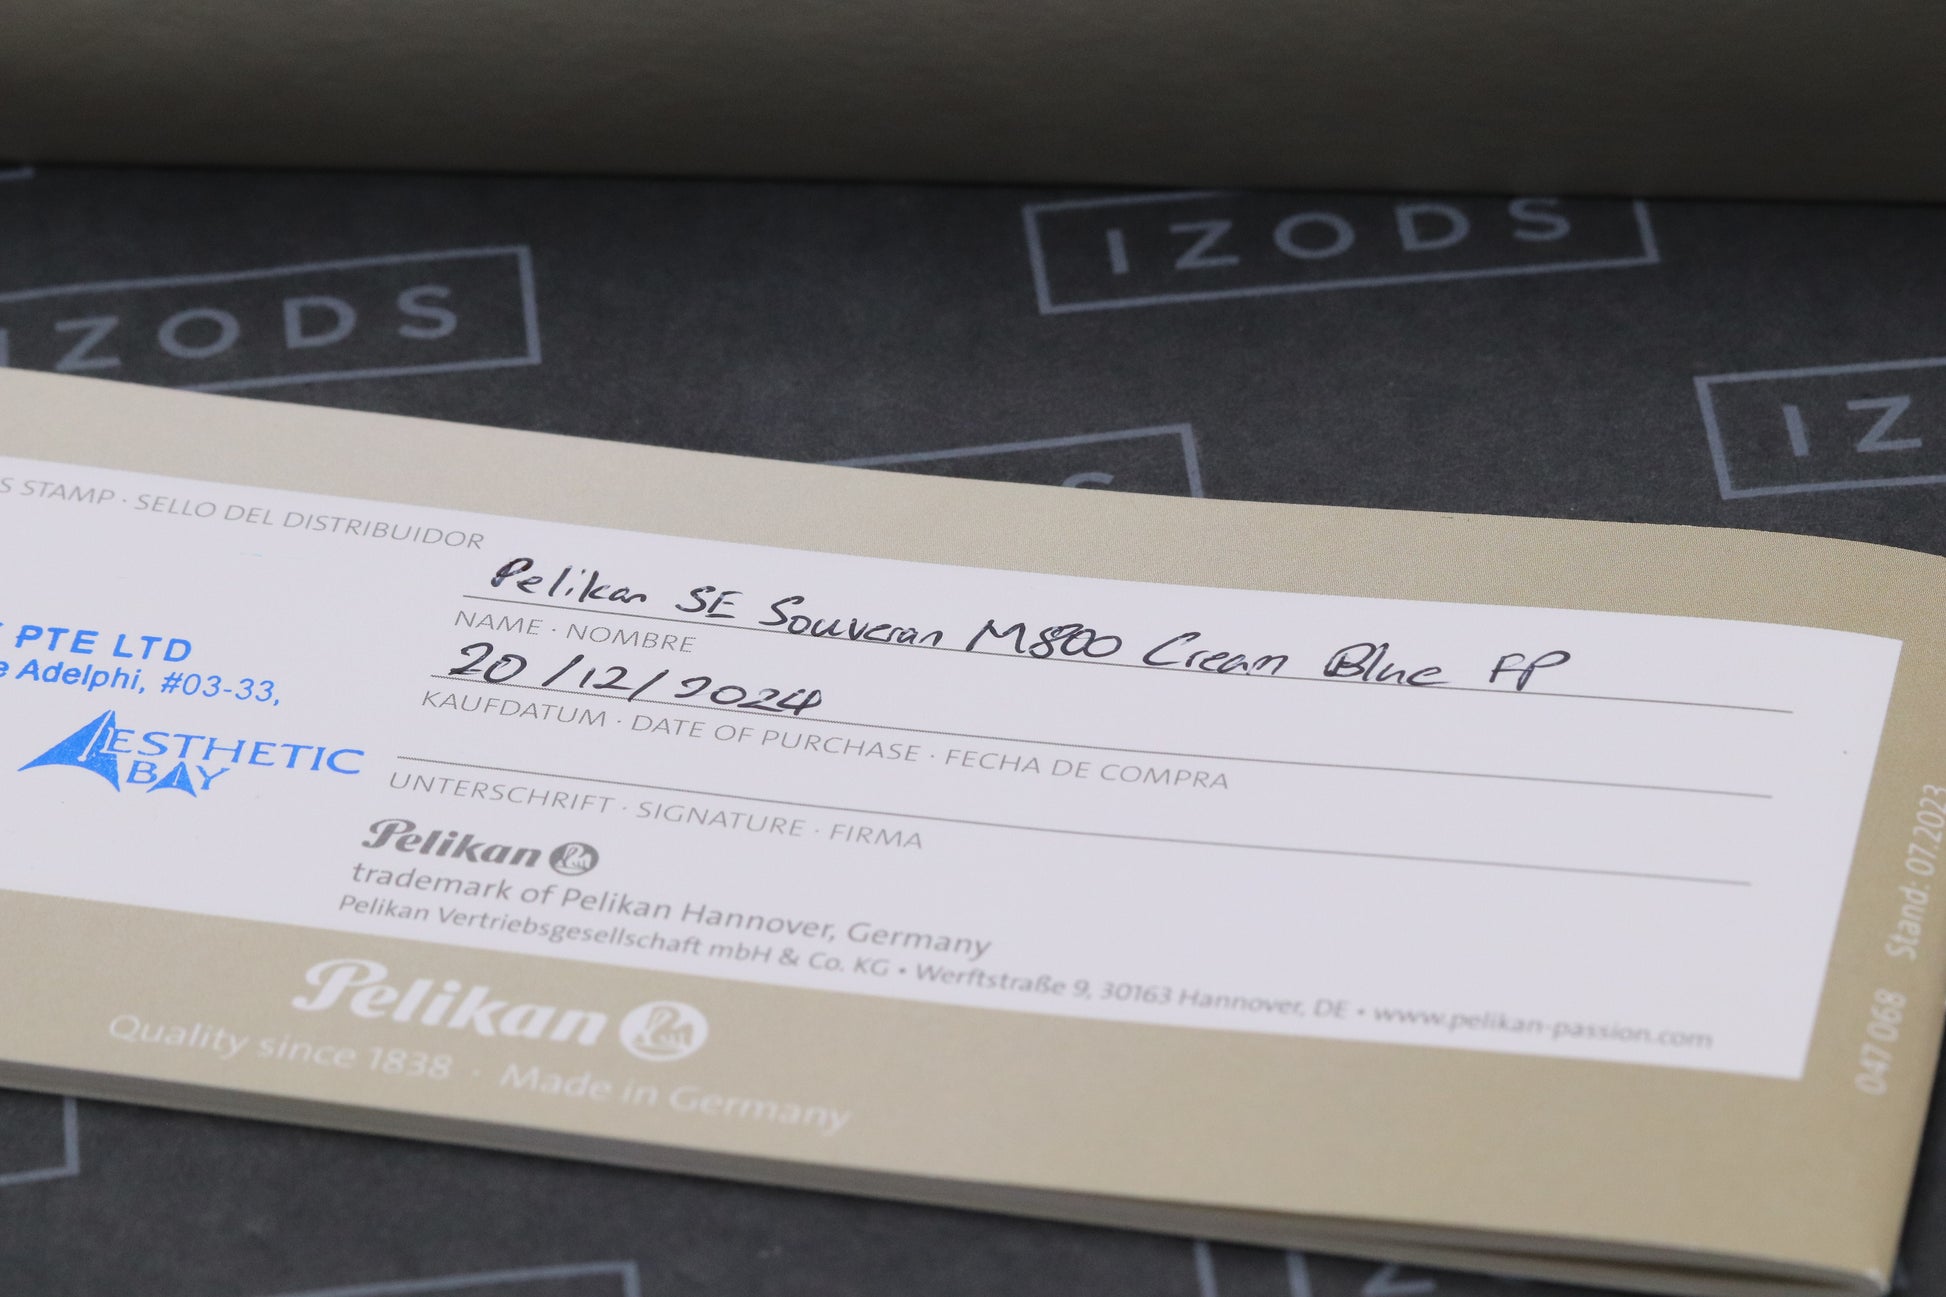 IZODS
IZODS
IZ
S STAMP · SELLO DEL DISTRIBUIDOR
PTE LTD
Adelphi, #03-33,
AESTHETIC
BAY
Pelikan SE Souveran M800 Cream Blue FP
NAME · NOMBRE
20/12/2024
KAUFDATUM · DATE OF PURCHASE · FECHA DE COMPRA
UNTERSCHRIFT · SIGNATURE · FIRMA
Pelikan
trademark of Pelikan Hannover, Germany
Pelikan Vertriebsgesellschaft mbH & Co. KG • Werftstraße 9, 30163 Hannover, DE • www.pelikan-passion.com
Pelikan
Quality since 1838 · Made in Germany
047 068 Stand: 07.2023